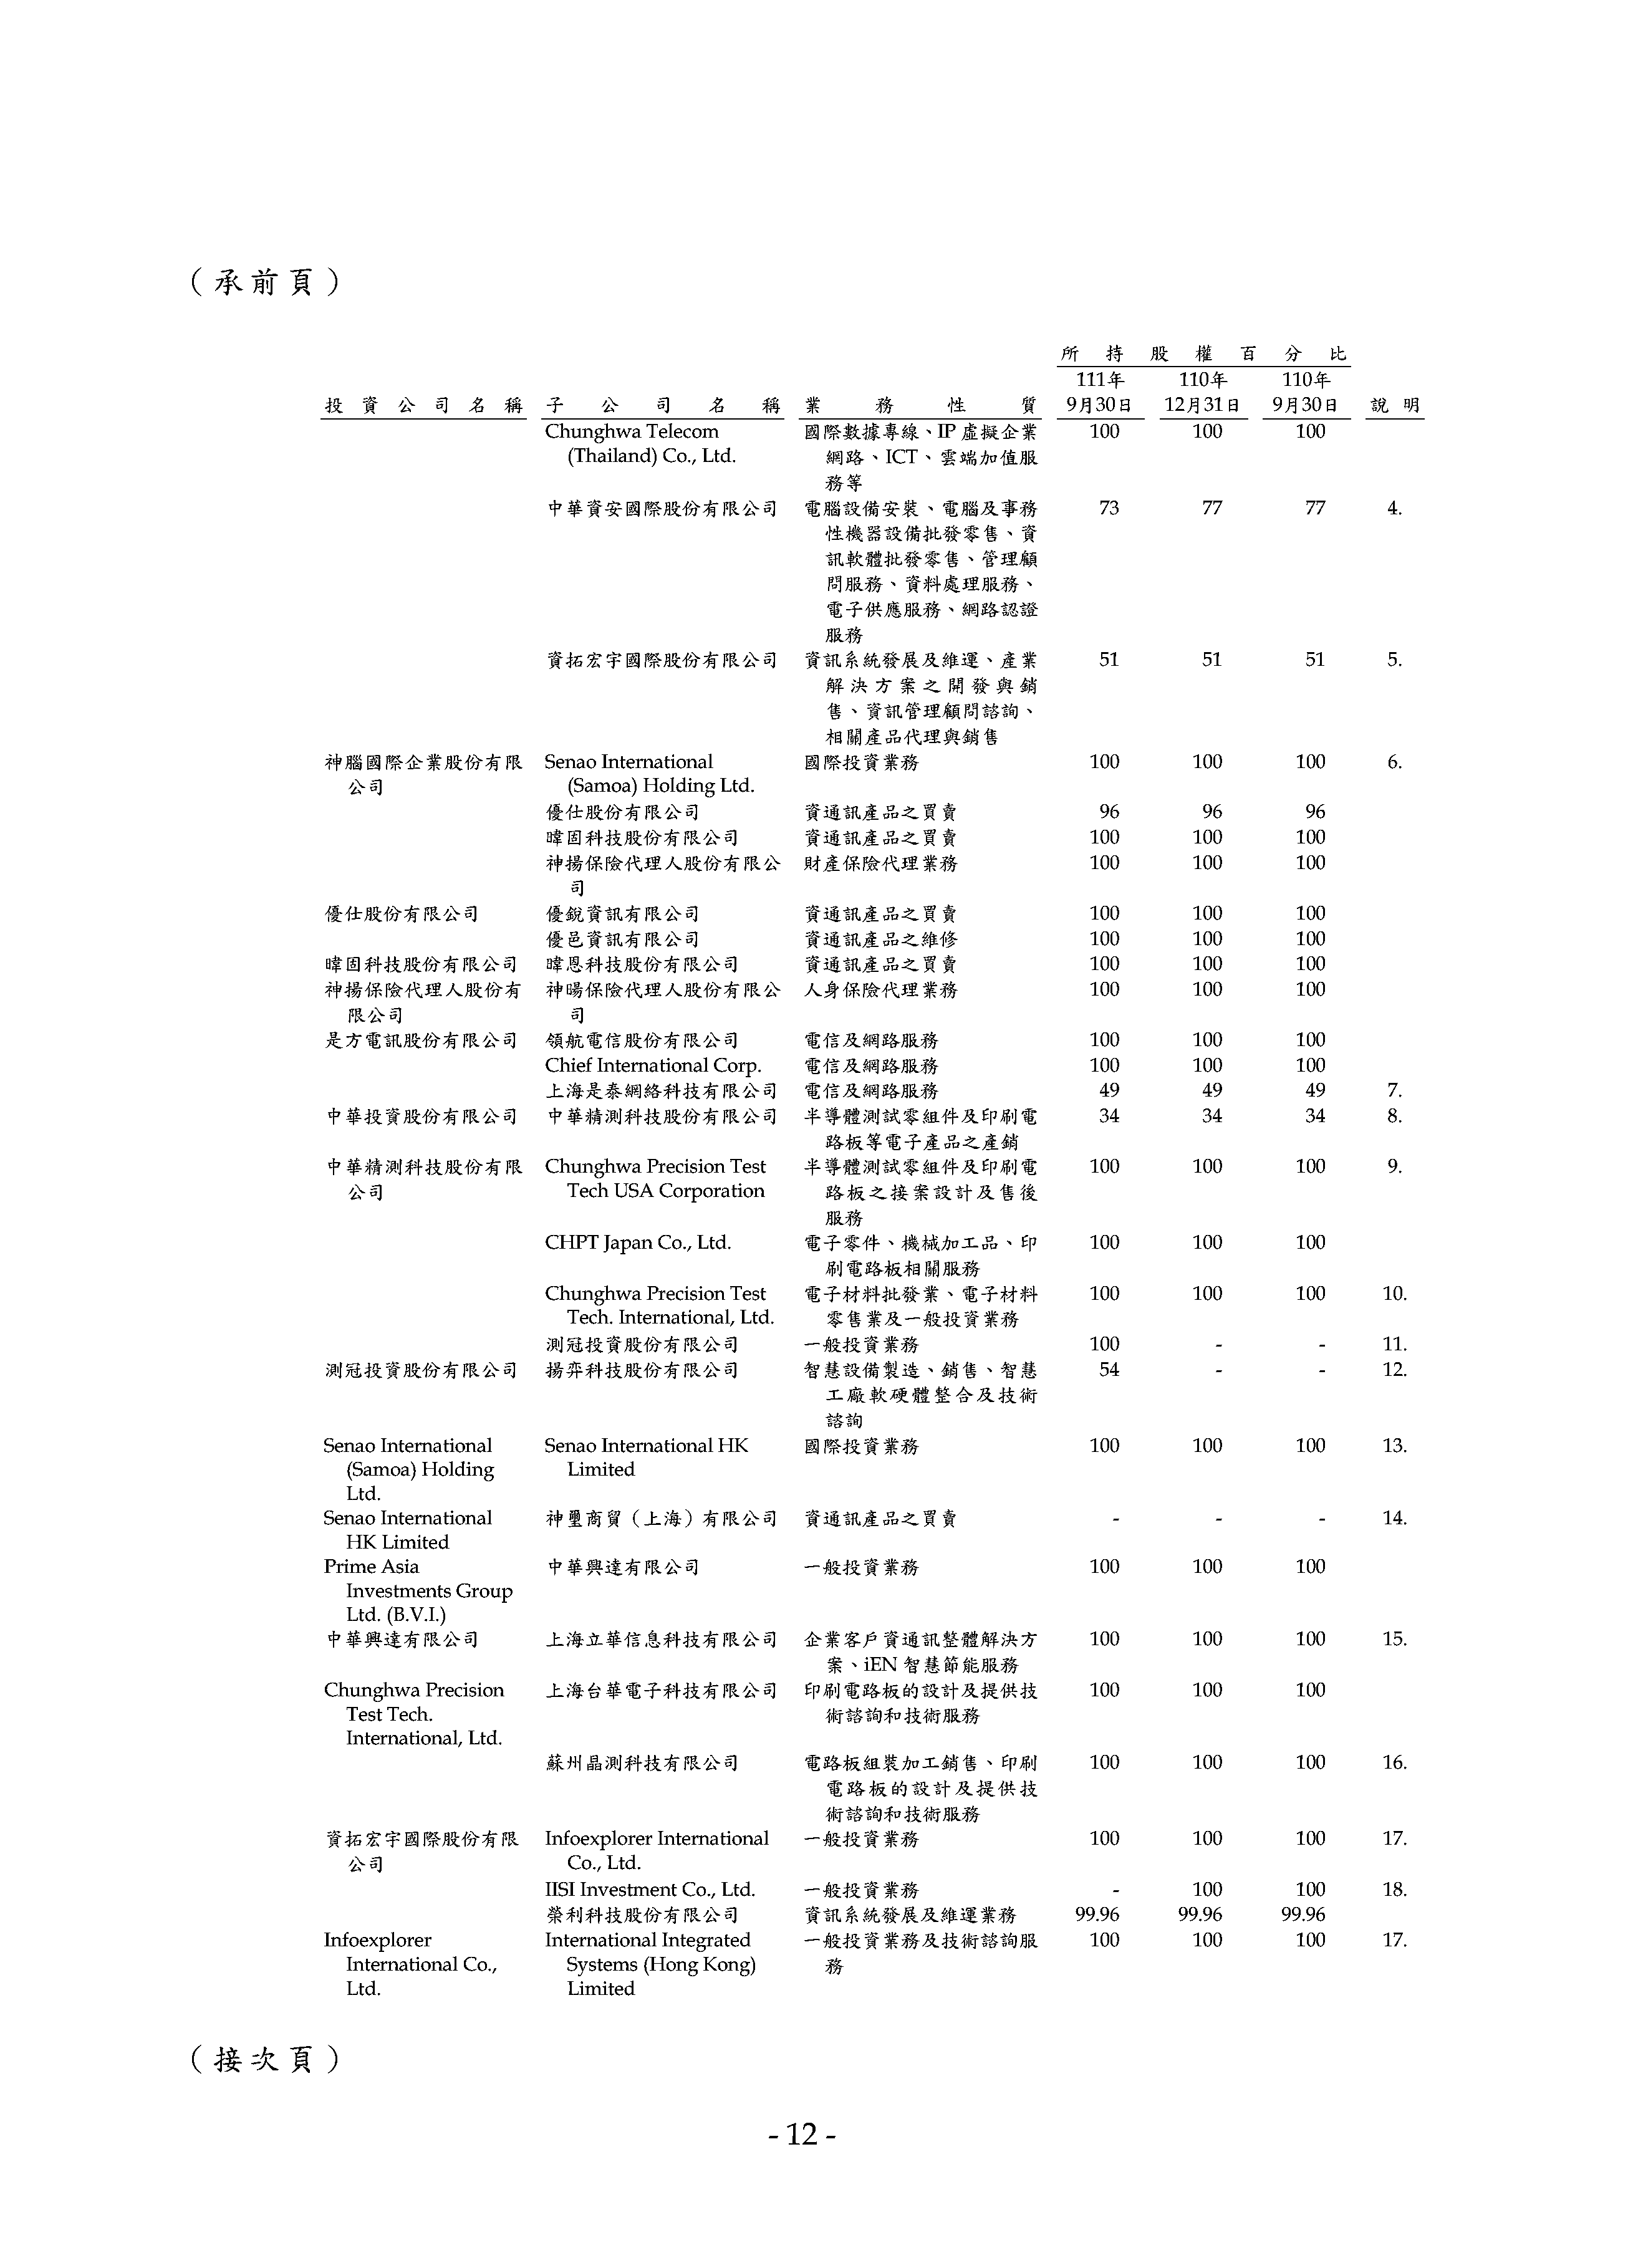 （承前頁）
所持股權百分比
111年 110年 110年
投資公司名稱 子公司名稱 業務性質 9月30日 12月31日 9月30日 說明
Chunghwa Telecom 國際數據專線、IP 虛擬企業 100 100 100
(Thailand) Co., Ltd. 網路、ICT、雲端加值服
務等
中華資安國際股份有限公司 電腦設備安裝、電腦及事務 73 77 77 4.
性機器設備批發零售、資
訊軟體批發零售、管理顧
問服務、資料處理服務、
電子供應服務、網路認證
服務
資拓宏宇國際股份有限公司 資訊系統發展及維運、產業 51 51 51 5.
解決方案之開發與銷
售、資訊管理顧問諮詢、
相關產品代理與銷售
神腦國際企業股份有限 Senao International 國際投資業務 100 100 100 6.
公司 (Samoa) Holding Ltd.
優仕股份有限公司 資通訊產品之買賣 96 96 96
暐固科技股份有限公司 資通訊產品之買賣 100 100 100
神揚保險代理人股份有限公 財產保險代理業務 100 100 100
司
優仕股份有限公司 優銳資訊有限公司 資通訊產品之買賣 100 100 100
優邑資訊有限公司 資通訊產品之維修 100 100 100
暐固科技股份有限公司 暐恩科技股份有限公司 資通訊產品之買賣 100 100 100
神揚保險代理人股份有 神暘保險代理人股份有限公 人身保險代理業務 100 100 100
限公司 司
是方電訊股份有限公司 領航電信股份有限公司 電信及網路服務 100 100 100
Chief International Corp. 電信及網路服務 100 100 100
上海是泰網絡科技有限公司 電信及網路服務 49 49 49 7.
中華投資股份有限公司 中華精測科技股份有限公司 半導體測試零組件及印刷電 34 34 34 8.
路板等電子產品之產銷
中華精測科技股份有限 Chunghwa Precision Test 半導體測試零組件及印刷電 100 100 100 9.
公司 Tech USA Corporation 路板之接案設計及售後
服務
CHPT Japan Co., Ltd. 電子零件、機械加工品、印 100 100 100
刷電路板相關服務
Chunghwa Precision Test 電子材料批發業、電子材料 100 100 100 10.
Tech. International, Ltd. 零售業及一般投資業務
測冠投資股份有限公司 一般投資業務 100 - - 11.
測冠投資股份有限公司 揚弈科技股份有限公司 智慧設備製造、銷售、智慧 54 - - 12.
工廠軟硬體整合及技術
諮詢
Senao International Senao International HK 國際投資業務 100 100 100 13.
(Samoa) Holding Limited
Ltd.
Senao International 神璽商貿（上海）有限公司 資通訊產品之買賣 - - - 14.
HK Limited
Prime Asia 中華興達有限公司 一般投資業務 100 100 100
Investments Group
Ltd. (B.V.I.)
中華興達有限公司 上海立華信息科技有限公司 企業客戶資通訊整體解決方 100 100 100 15.
案、iEN 智慧節能服務
Chunghwa Precision 上海台華電子科技有限公司 印刷電路板的設計及提供技 100 100 100
Test Tech. 術諮詢和技術服務
International, Ltd.
蘇州晶測科技有限公司 電路板組裝加工銷售、印刷 100 100 100 16.
電路板的設計及提供技
術諮詢和技術服務
資拓宏宇國際股份有限 Infoexplorer International 一般投資業務 100 100 100 17.
公司 Co., Ltd.
IISI Investment Co., Ltd. 一般投資業務 - 100 100 18.
榮利科技股份有限公司 資訊系統發展及維運業務 99.96 99.96 99.96
Infoexplorer International Integrated 一般投資業務及技術諮詢服 100 100 100 17.
International Co., Systems (Hong Kong) 務
Ltd. Limited
（接次頁）
- 12 -